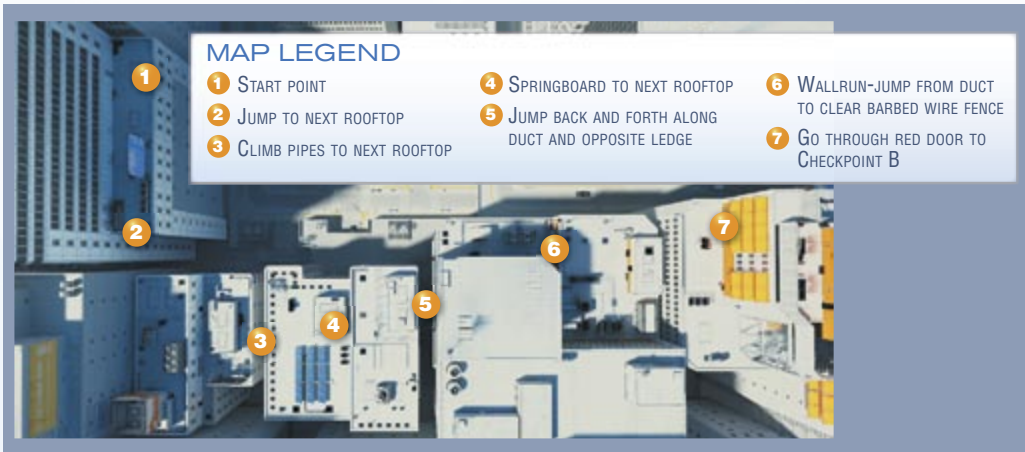 MAP LEGEND
1 START POINT
2 JUMP TO NEXT ROOFTOP
3 CLIMB PIPES TO NEXT ROOFTOP
4 SPRINGBOARD TO NEXT ROOFTOP
5 JUMP BACK AND FORTH ALONG
DUCT AND OPPOSITE LEDGE
6 WALLRUN-JUMP FROM DUCT
TO CLEAR BARBED WIRE FENCE
7 GO THROUGH RED DOOR TO
CHECKPOINT B
1
2
3
4
5
6
7